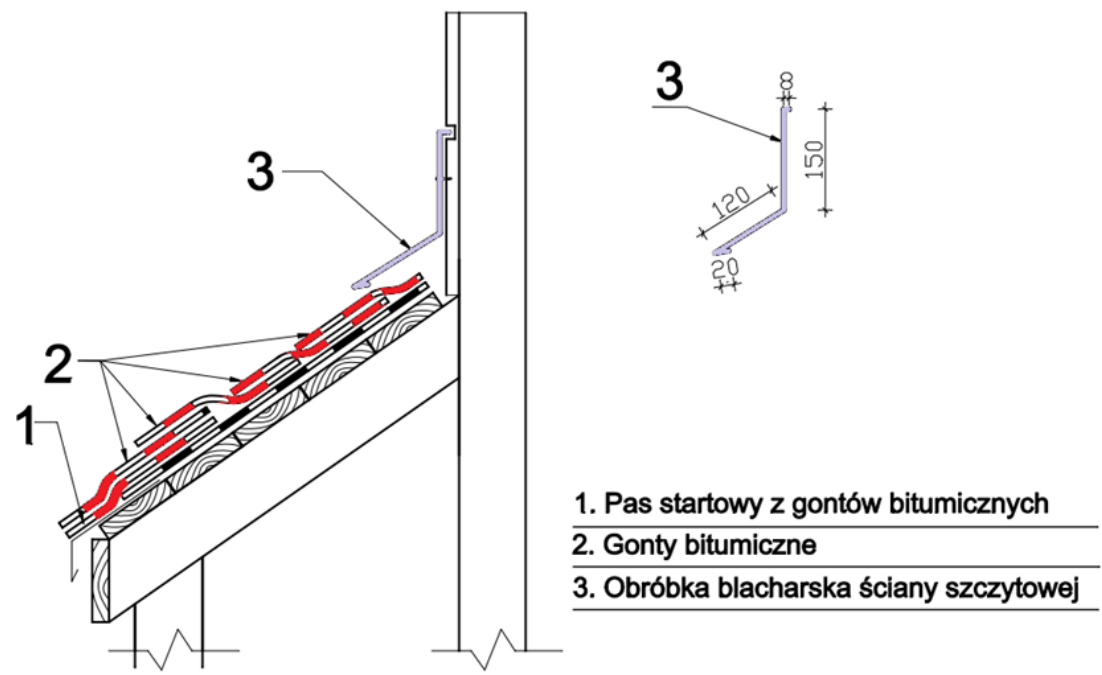 3
2
1
3
8
150
120
20
1. Pas startowy z gontów bitumicznych
2. Gonty bitumiczne
3. Obróbka blacharska ściany szczytowej